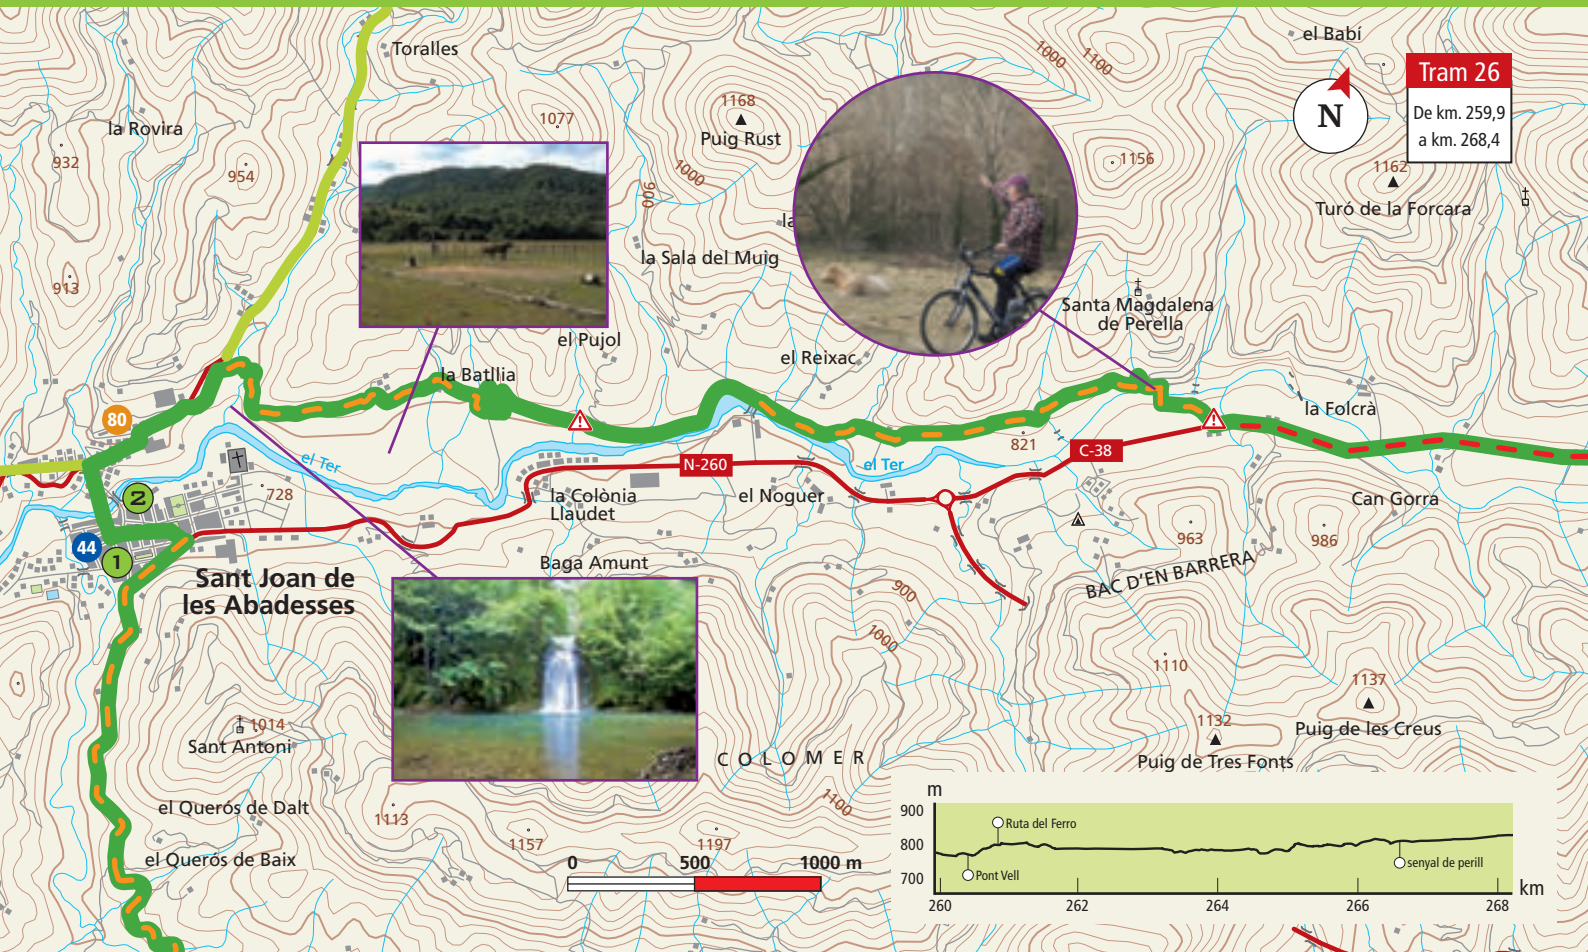 el Babí
Toralles
1000
1100
Tram 26
De km. 259,9
a km. 268,4
N
1168
Puig Rust
1077
la Rovira
932
954
1156
1162
Turó de la Forcara
1000
900
la
la Sala del Muig
913
Santa Magdalena
de Perella
el Pujol
el Reixac
la Batllia
la Folcrà
80
821
C-38
el Ter
N-260
el Ter
2
728
la Colònia
Llaudet
el Noguer
Can Gorra
963
986
44
1
Baga Amunt
BAC D'EN BARRERA
Sant Joan de
les Abadesses
900
1000
1110
1137
1132
Puig de les Creus
Puig de Tres Fonts
1014
Sant Antoni
COLOMER
1100
el Querós de Dalt
1113
1157
1197
el Querós de Baix
0 500 1000 m
m
900
800
700
Ruta del Ferro
Pont Vell
senyal de perill
260 262 264 266 268
km